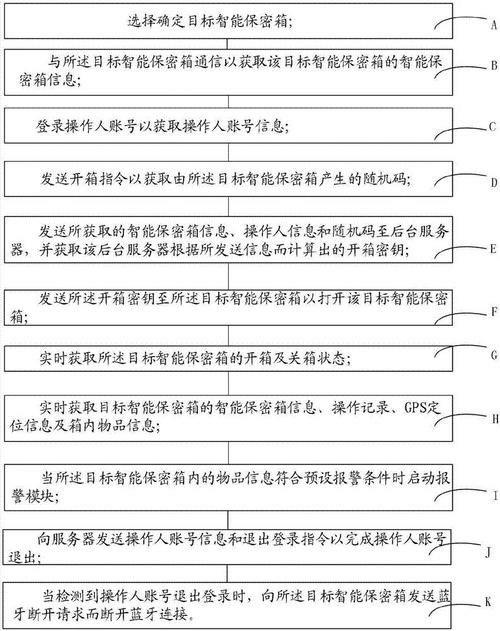 选择确定目标智能保密箱;
A
与所述目标智能保密箱通信以获取该目标智能保密箱的智能保
密箱信息;
B
登录操作人账号以获取操作人账号信息;
C
发送开箱指令以获取由所述目标智能保密箱产生的随机码;
D
发送所获取的智能保密箱信息、操作人信息和随机码至后台服务
器,并获取该后台服务器根据所发送信息而计算出的开箱密钥;
E
发送所述开箱密钥至所述目标智能保密箱以打开该目标智能保密
箱;
F
实时获取所述目标智能保密箱的开箱及关箱状态;
G
实时获取目标智能保密箱的智能保密箱信息、操作记录、GPS定
位信息及箱内物品信息;
H
当所述目标智能保密箱内的物品信息符合预设报警条件时启动报
警模块;
I
向服务器发送操作人账号信息和退出登录指令以完成操作人账号
退出;
J
当检测到操作人账号退出登录时,向所述目标智能保密箱发送蓝
牙断开请求而断开蓝牙连接。
K